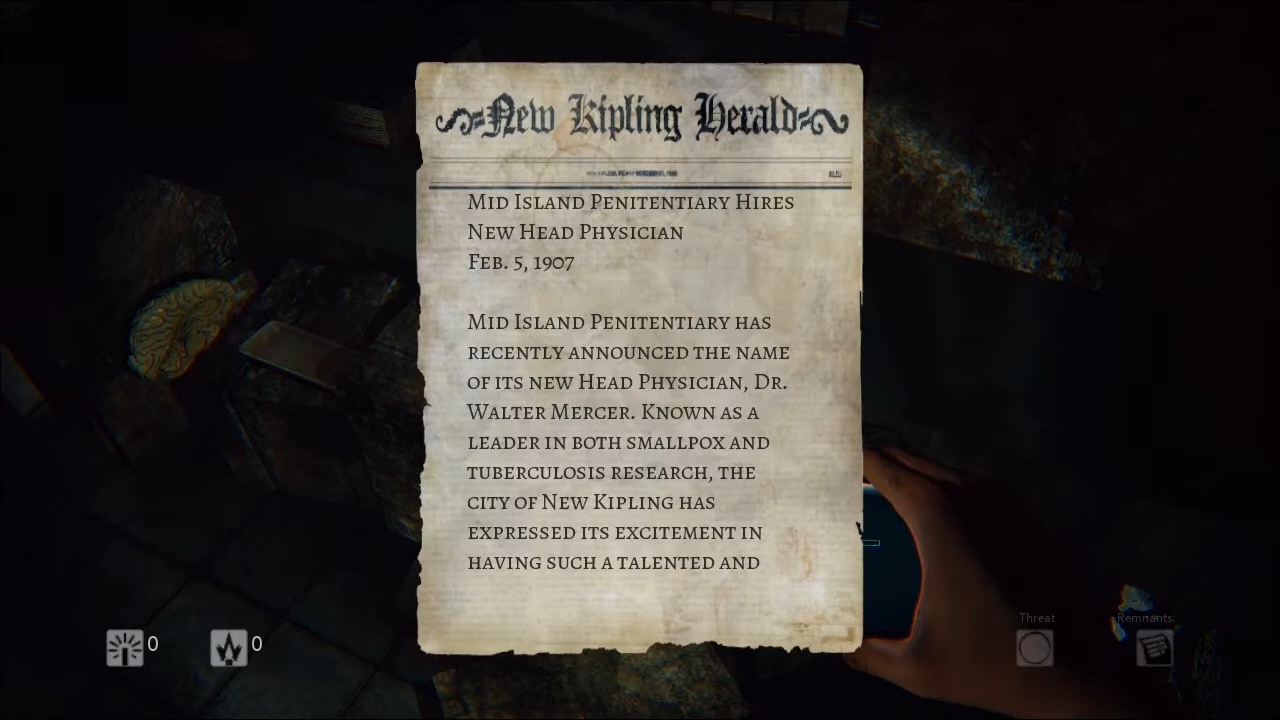 New Kipling Herald
Mid Island Penitentiary Hires
New Head Physician
Feb. 5, 1907
Mid Island Penitentiary has
recently announced the name
of its new Head Physician, Dr.
Walter Mercer. Known as a
leader in both smallpox and
tuberculosis research, the
city of New Kipling has
expressed its excitement in
having such a talented and
0
0
Threat
Remnants: